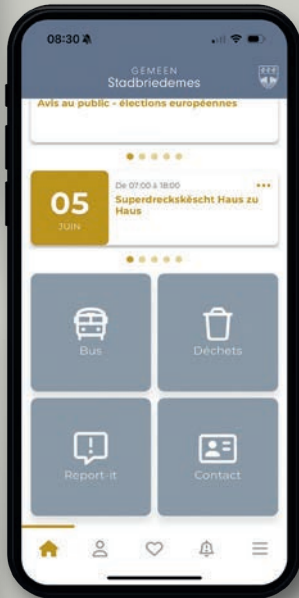 08:30
GEMEEN
Stadbriedemes
Avis au public - élections européennes
05
JUIN
De 07:00 à 18:00
Superdreckskëscht Haus zu
Haus
Bus
Déchets
Report-it
Contact